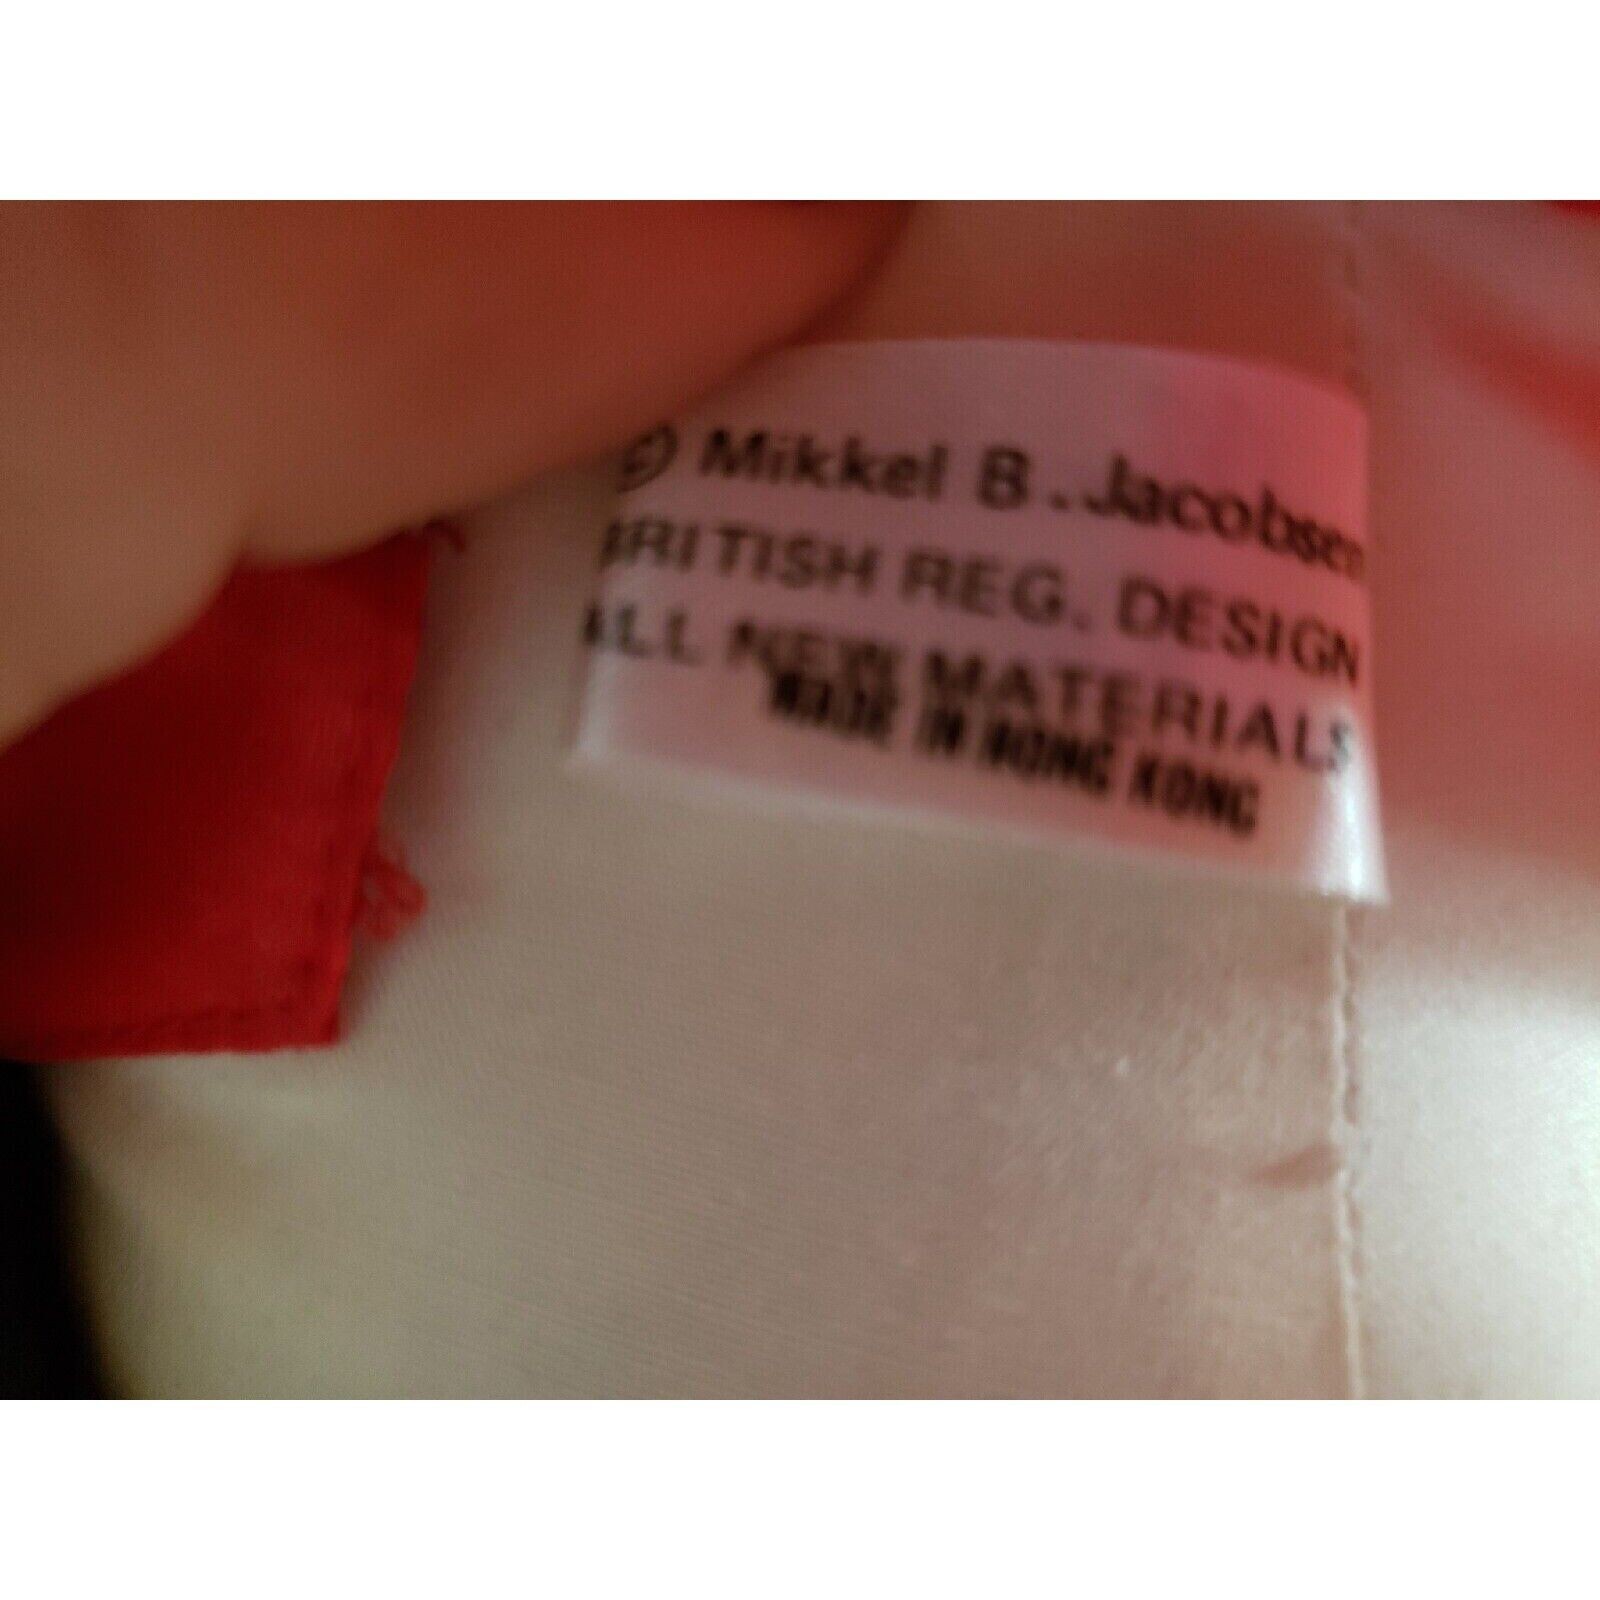 © Mikkel B. Jacobsen
BRITISH REG. DESIGN
ALL NEW MATERIALS
MADE IN HONG KONG